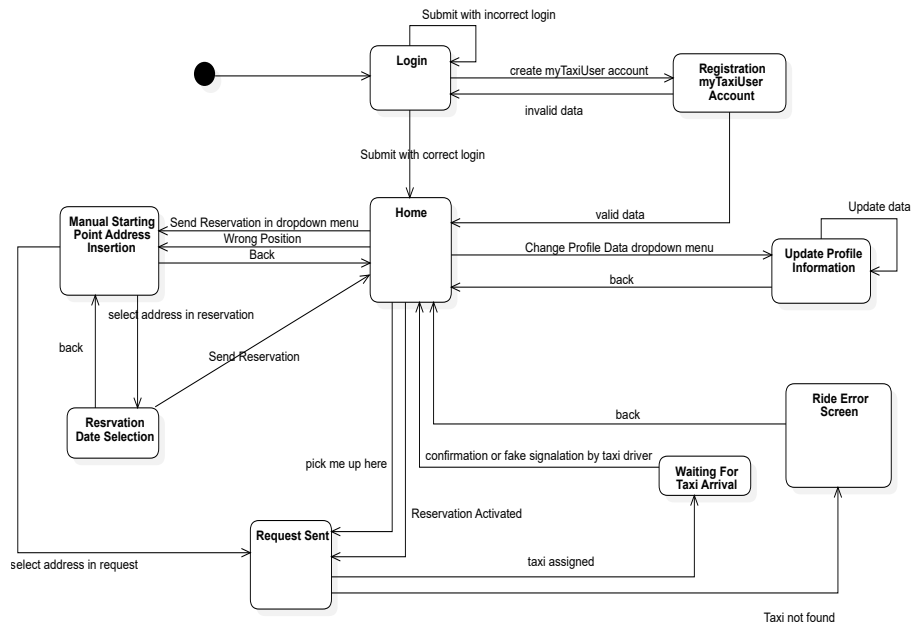 Submit with incorrect login
Login
create myTaxiUser account
Registration
myTaxiUser
Account
invalid data
Submit with correct login
Manual Starting
Point Address
Insertion
Send Reservation in dropdown menu
Wrong Position
Back
Home
valid data
Change Profile Data dropdown menu
back
Update data
Update Profile
Information
select address in reservation
back
Send Reservation
Resrvation
Date Selection
back
Ride Error
Screen
pick me up here
confirmation or fake signalation by taxi driver
Waiting For
Taxi Arrival
Reservation Activated
Request Sent
select address in request
taxi assigned
Taxi not found